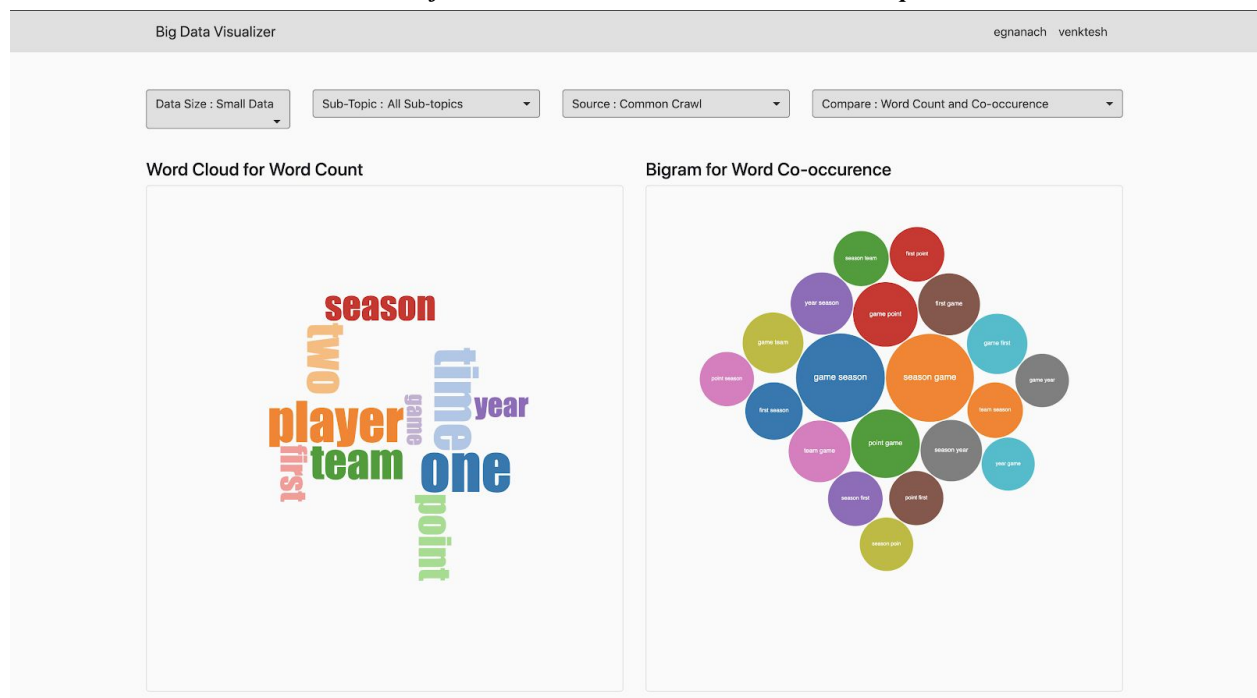 Big Data Visualizer
egnanach venktesh
Data Size : Small Data
Sub-Topic : All Sub-topics
Source : Common Crawl
Compare : Word Count and Co-occurence
Word Cloud for Word Count
season
two
time
year
player
game
team
first
one
point
Bigram for Word Co-occurence
season team
first point
year season
game point
first game
game team
game first
point season
game season
season game
game year
first season
team season
team game
point game
season year
year game
season first
point first
season poin